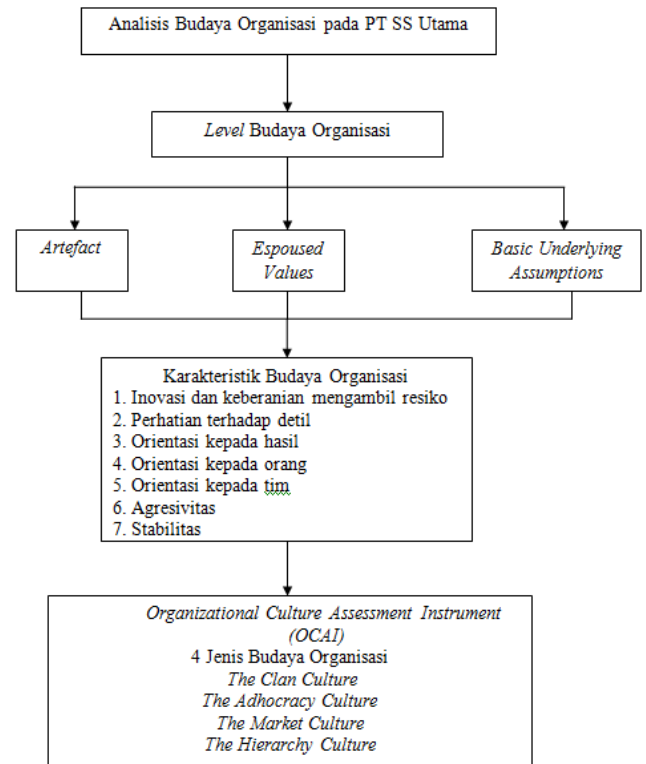 Analisis Budaya Organisasi pada PT SS Utama
Level Budaya Organisasi
Artefact
Espoused
Values
Basic Underlying
Assumptions
Karakteristik Budaya Organisasi
1. Inovasi dan keberanian mengambil resiko
2. Perhatian terhadap detil
3. Orientasi kepada hasil
4. Orientasi kepada orang
5. Orientasi kepada tim
6. Agresivitas
7. Stabilitas
Organizational Culture Assessment Instrument
(OCAI)
4 Jenis Budaya Organisasi
The Clan Culture
The Adhocracy Culture
The Market Culture
The Hierarchy Culture